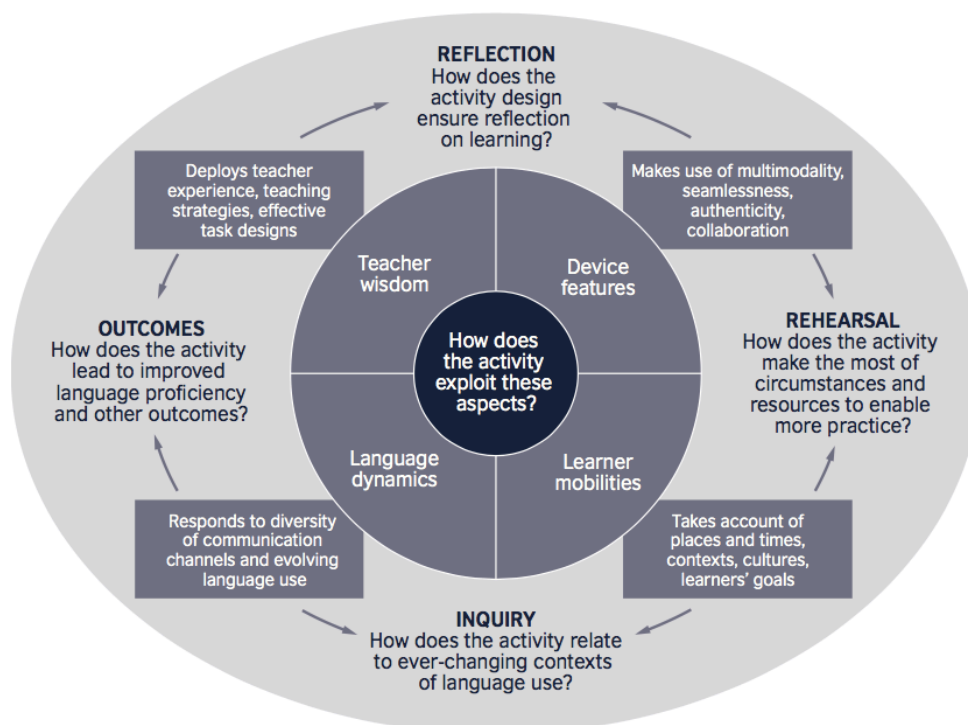 REFLECTION
How does the
activity design
ensure reflection
on learning?
Deploys teacher
experience, teaching
strategies, effective
task designs
Makes use of multimodality,
seamlessness,
authenticity,
collaboration
Teacher
wisdom
Device
features
OUTCOMES
How does the activity
lead to improved
language proficiency
and other outcomes?
How does
the activity
exploit these
aspects?
REHEARSAL
How does the activity
make the most of
circumstances and
resources to enable
more practice?
Language
dynamics
Learner
mobilities
Responds to diversity
of communication
channels and evolving
language use
Takes account of
places and times,
contexts, cultures,
learners' goals
INQUIRY
How does the activity relate
to ever-changing contexts
of language use?